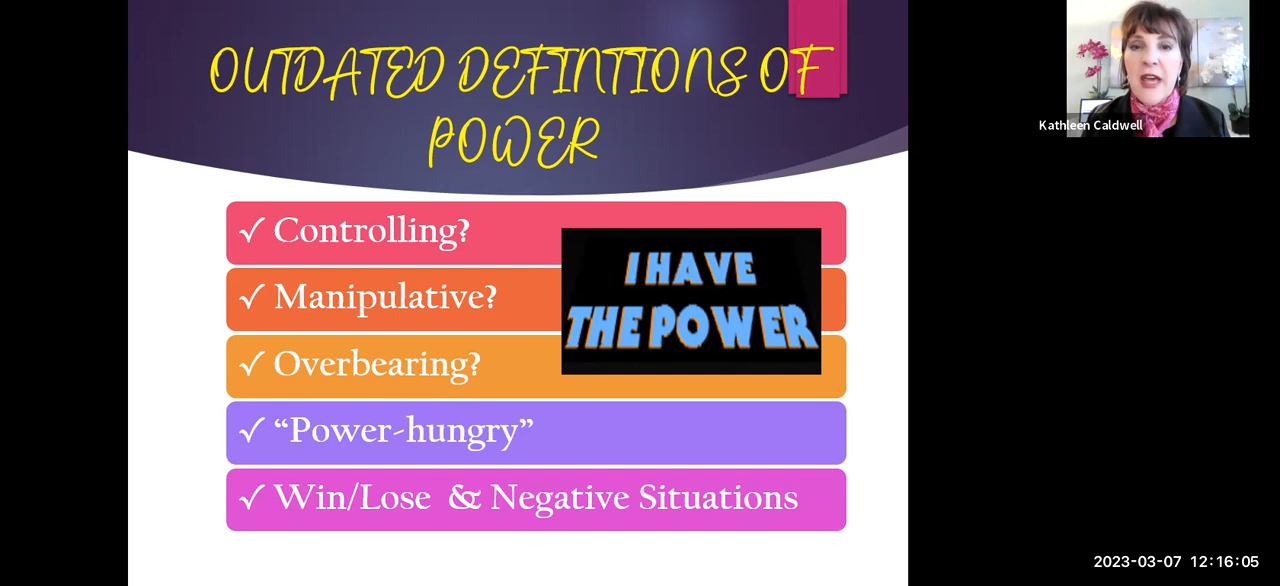 OUTDATED DEFINTIONS OF
POWER
✓ Controlling?
✓ Manipulative?
✓ Overbearing?
✓ “Power-hungry”
✓ Win/Lose & Negative Situations
I HAVE
THE POWER
Kathleen Caldwell
2023-03-07 12:16:05